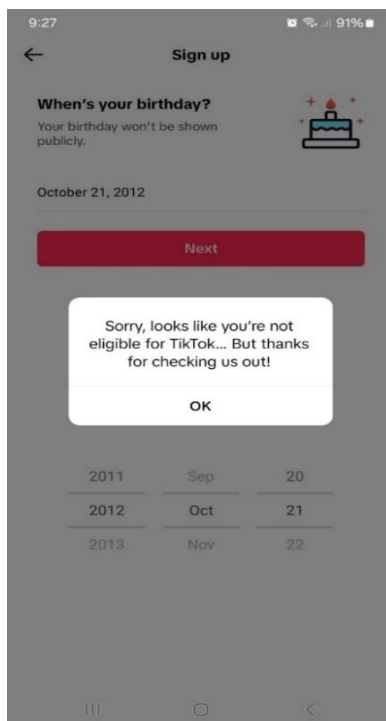 9:27
91%
Sign up
When's your birthday?
Your birthday won't be shown
publicly.
October 21, 2012
Next
Sorry, looks like you're not
eligible for TikTok... But thanks
for checking us out!
OK
2011 Sep 20
2012 Oct 21
2013 Nov 22